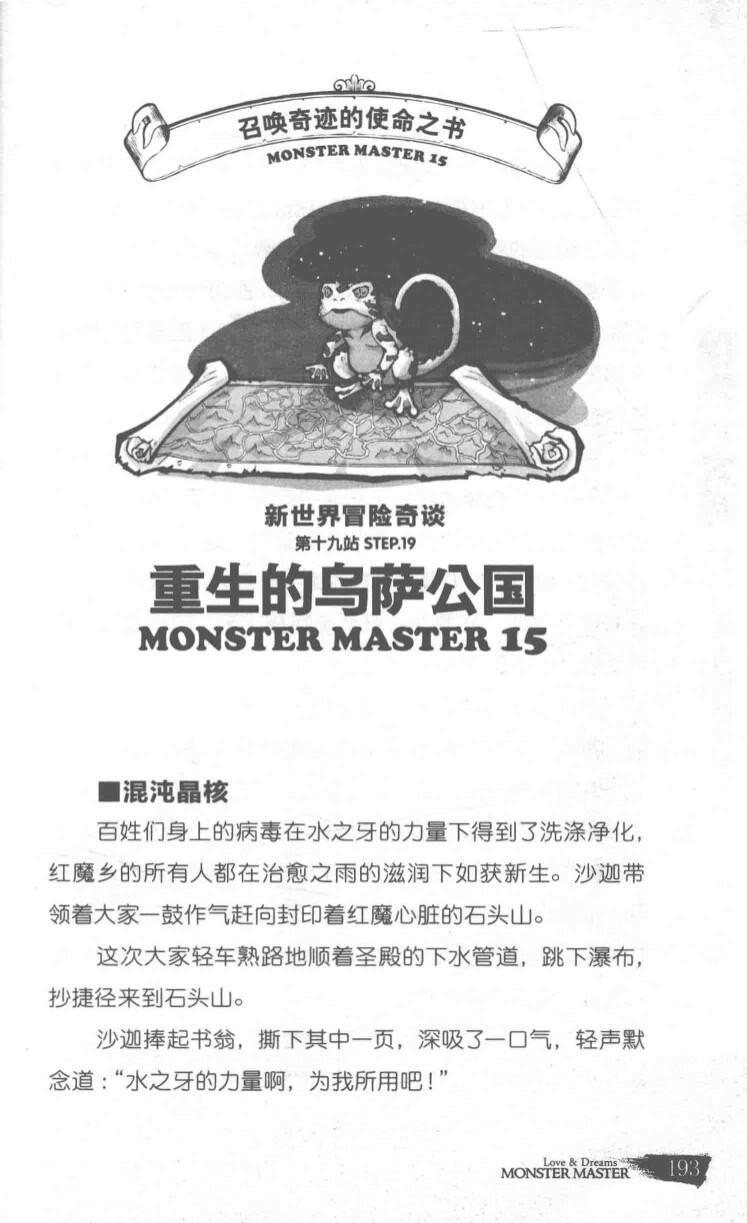 召唤奇迹的使命之书
MONSTER MASTER 15
新世界冒险奇谈
第十九站 STEP.19
重生的乌萨公国
MONSTER MASTER 15
■混沌晶核
百姓们身上的病毒在水之牙的力量下得到了洗涤净化，
红魔乡的所有人都在治愈之雨的滋润下如获新生。沙迦带
领着大家一鼓作气赶向封印着红魔心脏的石头山。
这次大家轻车熟路地顺着圣殿的下水管道，跳下瀑布，
抄捷径来到石头山。
沙迦捧起书翁，撕下其中一页，深吸了一口气，轻声默
念道：“水之牙的力量啊，为我所用吧！”
Love & Dreams
MONSTER MASTER 193